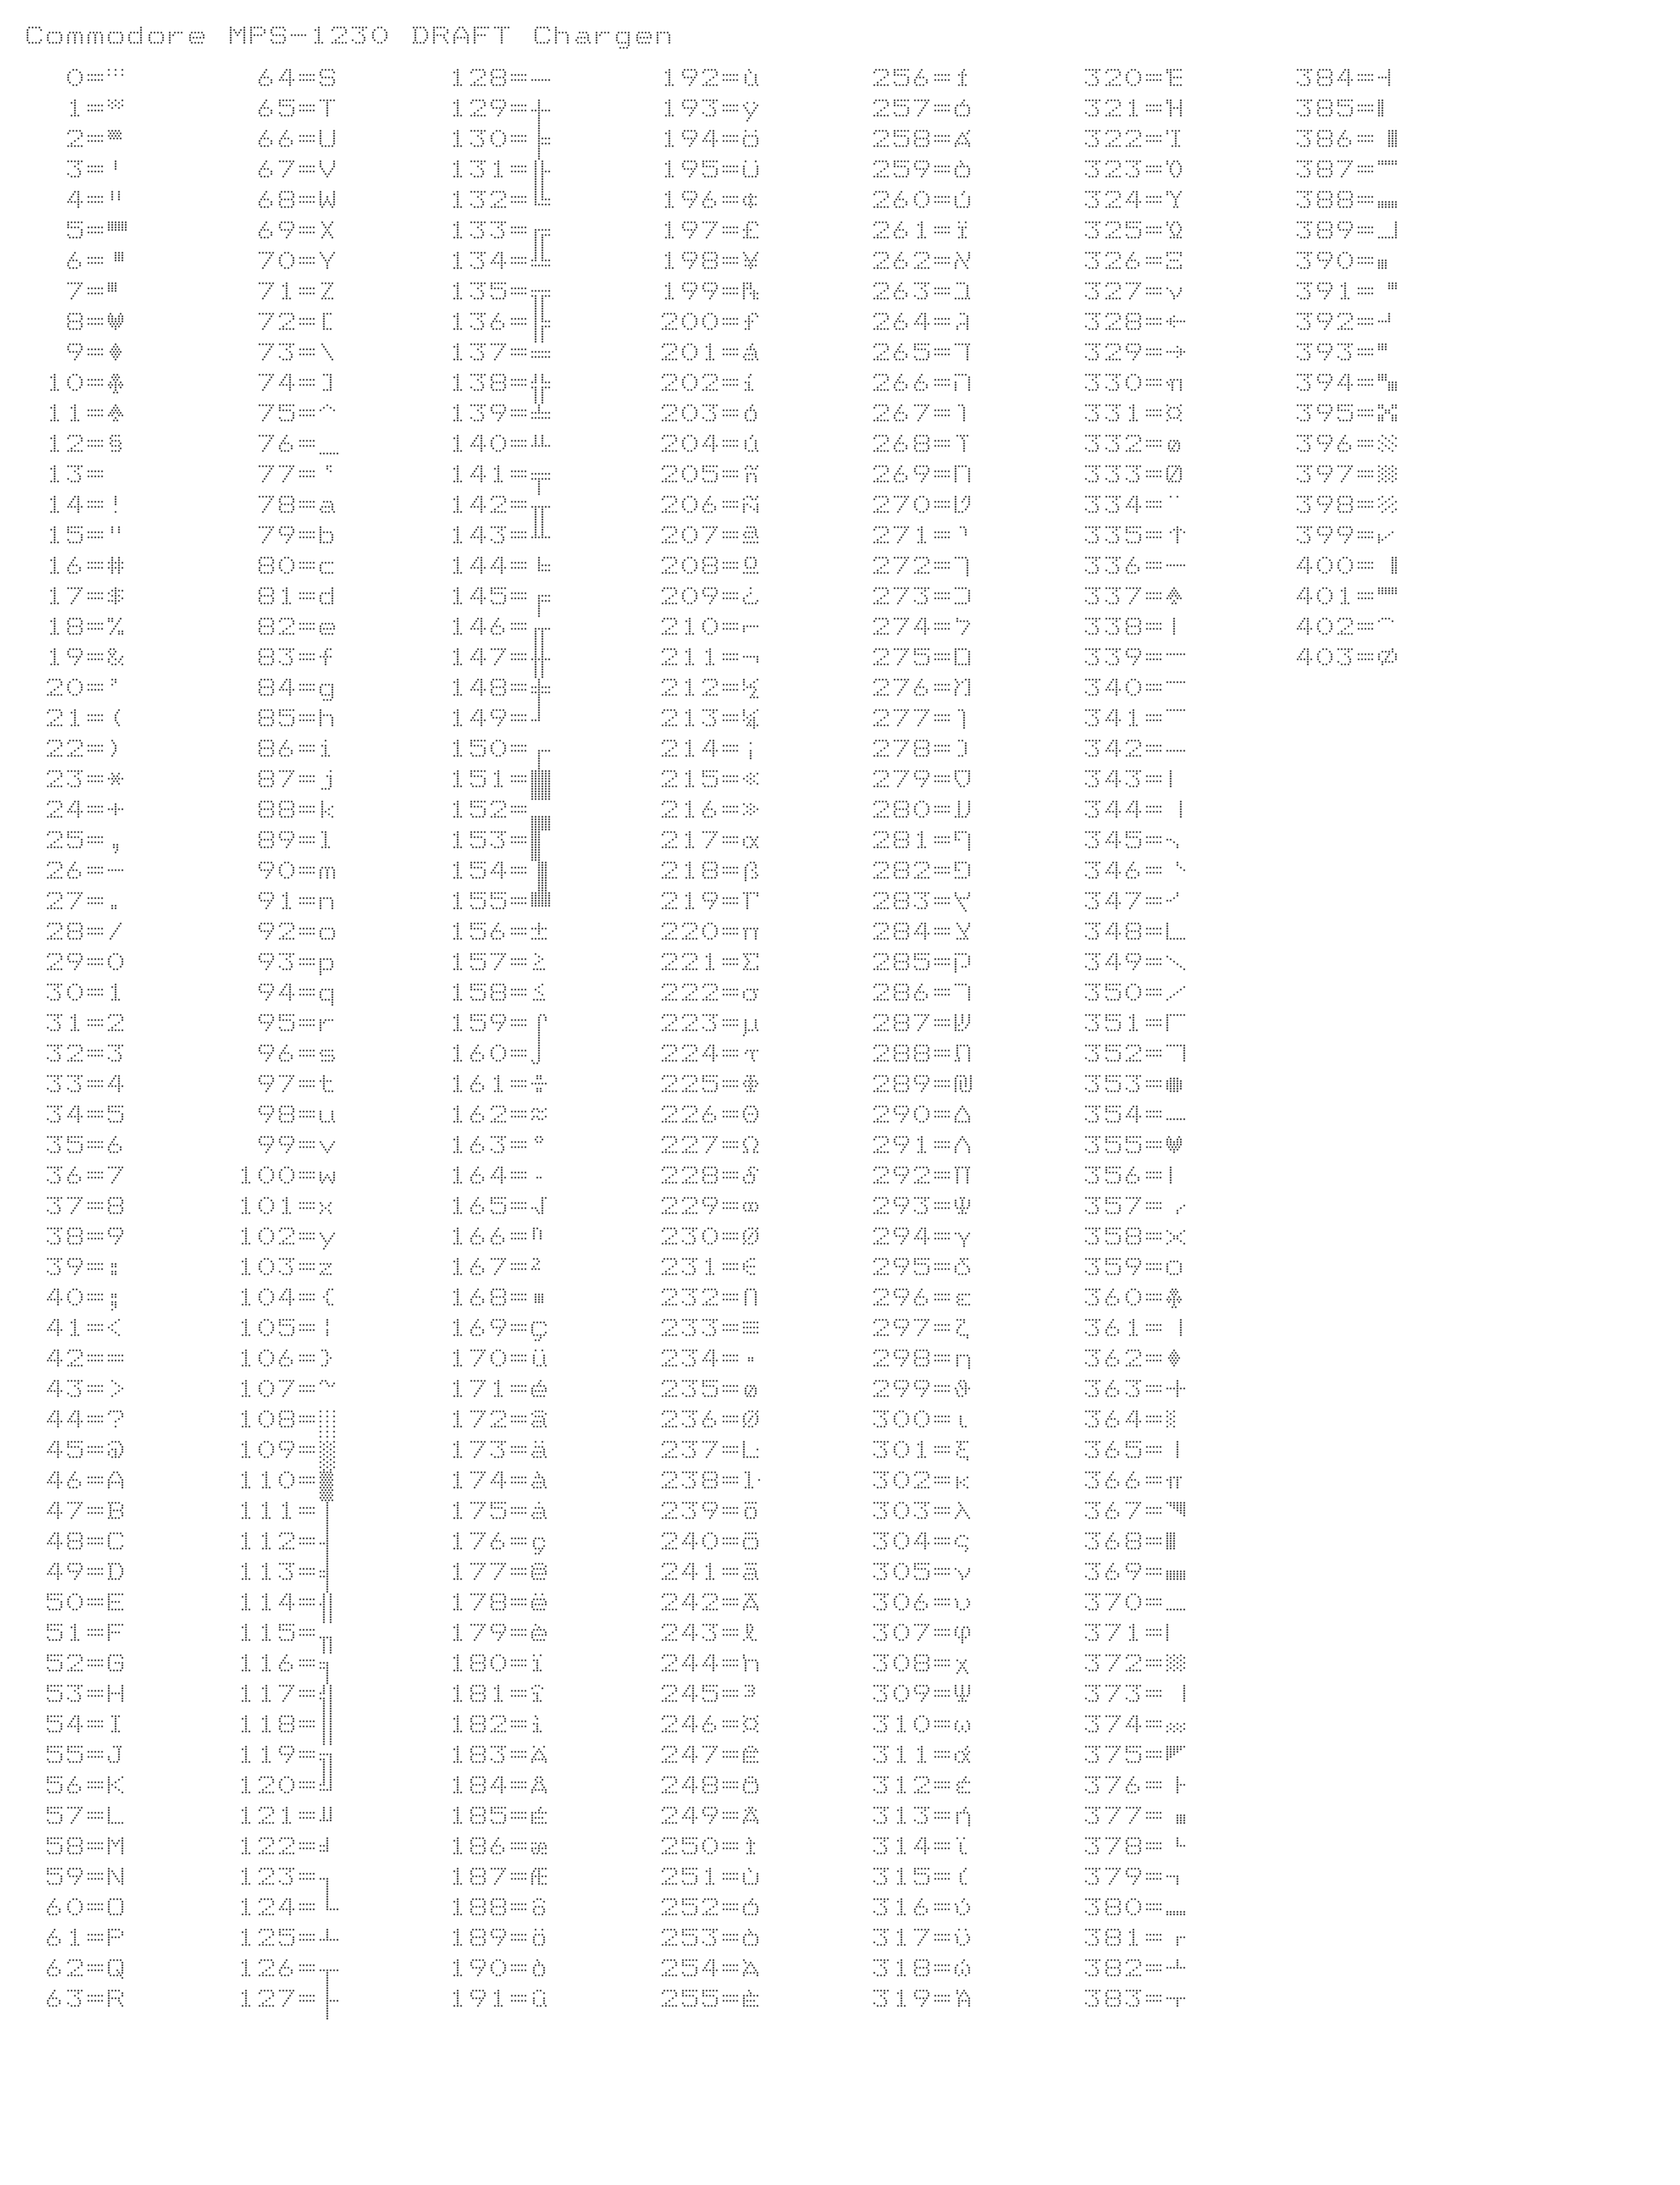 Commodore MPS-1230 DRAFT Chargen
0= 64=S 128=─ 192=ù 256=í 320=Έ 384=┤
1= 65=T 129=┼ 193=ÿ 257=ó 321=Ή 385=▌
2= 66=U 130=╞ 194=ö 258=Á 322=Ί 386=▐
3=' 67=V 131=╟ 195=ü 259=ô 323=Ό 387=▔
4=" 68=W 132=╚ 196=¢ 260=ú 324=Ύ 388=▄
5=▀ 69=X 133=╔ 197=£ 261=ï 325=Ώ 389=┘
6=▝ 70=Y 134=╩ 198=¥ 262=א 326=Ξ 390=▖
7=▘ 71=Z 135=╦ 199=₧ 263=ב 327=ν 391=▝
8=♥ 72=[ 136=╠ 200=ƒ 264=ג 328=← 392=┘
9=♦ 73=\ 137=═ 201=á 265=ד 329=→ 393=▘
10=♣ 74=] 138=╬ 202=í 266=ה 330=π 394=▚
11=♠ 75=^ 139=╧ 203=ó 267=ו 331=¤ 395=
12=§ 76=_ 140=╨ 204=ú 268=ז 332=ø 396=▒
13= 77=` 141=╤ 205=ñ 269=ח 333=Ø 397=▒
14=! 78=a 142=╥ 206=Ñ 270=ט 334=¨ 398=▒
15=" 79=b 143=╙ 207=ª 271=י 335=↑ 399=
16=# 80=c 144=╘ 208=º 272=ך 336=─ 400=▐
17=$ 81=d 145=╒ 209=¿ 273=כ 337=♠ 401=▀
18=% 82=e 146=╓ 210=⌐ 274=ל 338=│ 402=⌒
19=& 83=f 147=╫ 211=¬ 275=ם 339=─ 403=Ø
20=' 84=g 148=╪ 212=½ 276=מ 340=─
21=( 85=h 149=┘ 213=¼ 277=ן 341=─
22=) 86=i 150=┌ 214=¡ 278=נ 342=─
23=* 87=j 151=█ 215=« 279=ס 343=│
24=+ 88=k 152=▄ 216=» 280=ע 344=│
25=, 89=l 153=▌ 217=α 281=ף 345=╮
26=- 90=m 154=▐ 218=β 282=פ 346=╰
27=. 91=n 155=▀ 219=Γ 283=ץ 347=╯
28=/ 92=o 156=± 220=π 284=צ 348=L
29=0 93=p 157=≥ 221=Σ 285=ק 349=╲
30=1 94=q 158=≤ 222=σ 286=ר 350=╱
31=2 95=r 159=⌠ 223=μ 287=ש 351=Γ
32=3 96=s 160=⌡ 224=τ 288=ת 352=┐
33=4 97=t 161=÷ 225=Φ 289=₪ 353=●
34=5 98=u 162=≈ 226=Θ 290=Δ 354=─
35=6 99=v 163=° 227=Ω 291=Λ 355=♥
36=7 100=w 164=· 228=δ 292=Π 356=│
37=8 101=x 165=√ 229=∞ 293=Ψ 357=╭
38=9 102=y 166=ⁿ 230=Ø 294=γ 358=╳
39=: 103=z 167=² 231=∈ 295=δ 359=○
40=; 104={ 168=■ 232=∩ 296=ε 360=♣
41=< 105=¦ 169=Ç 233=≡ 297=ζ 361=│
42== 106=} 170=ü 234=▪ 298=η 362=♦
43=> 107=~ 171=é 235=ø 299=ϑ 363=┼
44=? 108=░ 172=â 236=Ø 300=ι 364=
45=@ 109=▒ 173=ä 237=Ŀ 301=ξ 365=│
46=A 110=▓ 174=à 238=ŀ 302=κ 366=π
47=B 111=│ 175=å 239=õ 303=λ 367=◥
48=C 112=┤ 176=ç 240=Õ 304=ς 368=▌
49=D 113=╡ 177=ê 241=ã 305=ν 369=▄
50=E 114=╢ 178=ë 242=Ã 306=υ 370=─
51=F 115=╖ 179=è 243=ℓ 307=φ 371=│
52=G 116=╕ 180=ï 244=ŉ 308=χ 372=▒
53=H 117=╣ 181=î 245=³ 309=Ψ 373=│
54=I 118=║ 182=ì 246=¤ 310=ω 374=
55=J 119=╗ 183=Ä 247=Ê 311=ά 375=◤
56=K 120=╝ 184=Å 248=Ô 312=έ 376=├
57=L 121=╜ 185=É 249=Â 313=ή 377=▗
58=M 122=╛ 186=æ 250=ì 314=ϊ 378=└
59=N 123=┐ 187=Æ 251=ù 315=ί 379=┐
60=O 124=└ 188=ô 252=ó 316=ύ 380=▂
61=P 125=┴ 189=ö 253=ò 317=ϋ 381=┌
62=Q 126=┬ 190=ò 254=À 318=ώ 382=┴
63=R 127=├ 191=û 255=È 319=Ά 383=┬